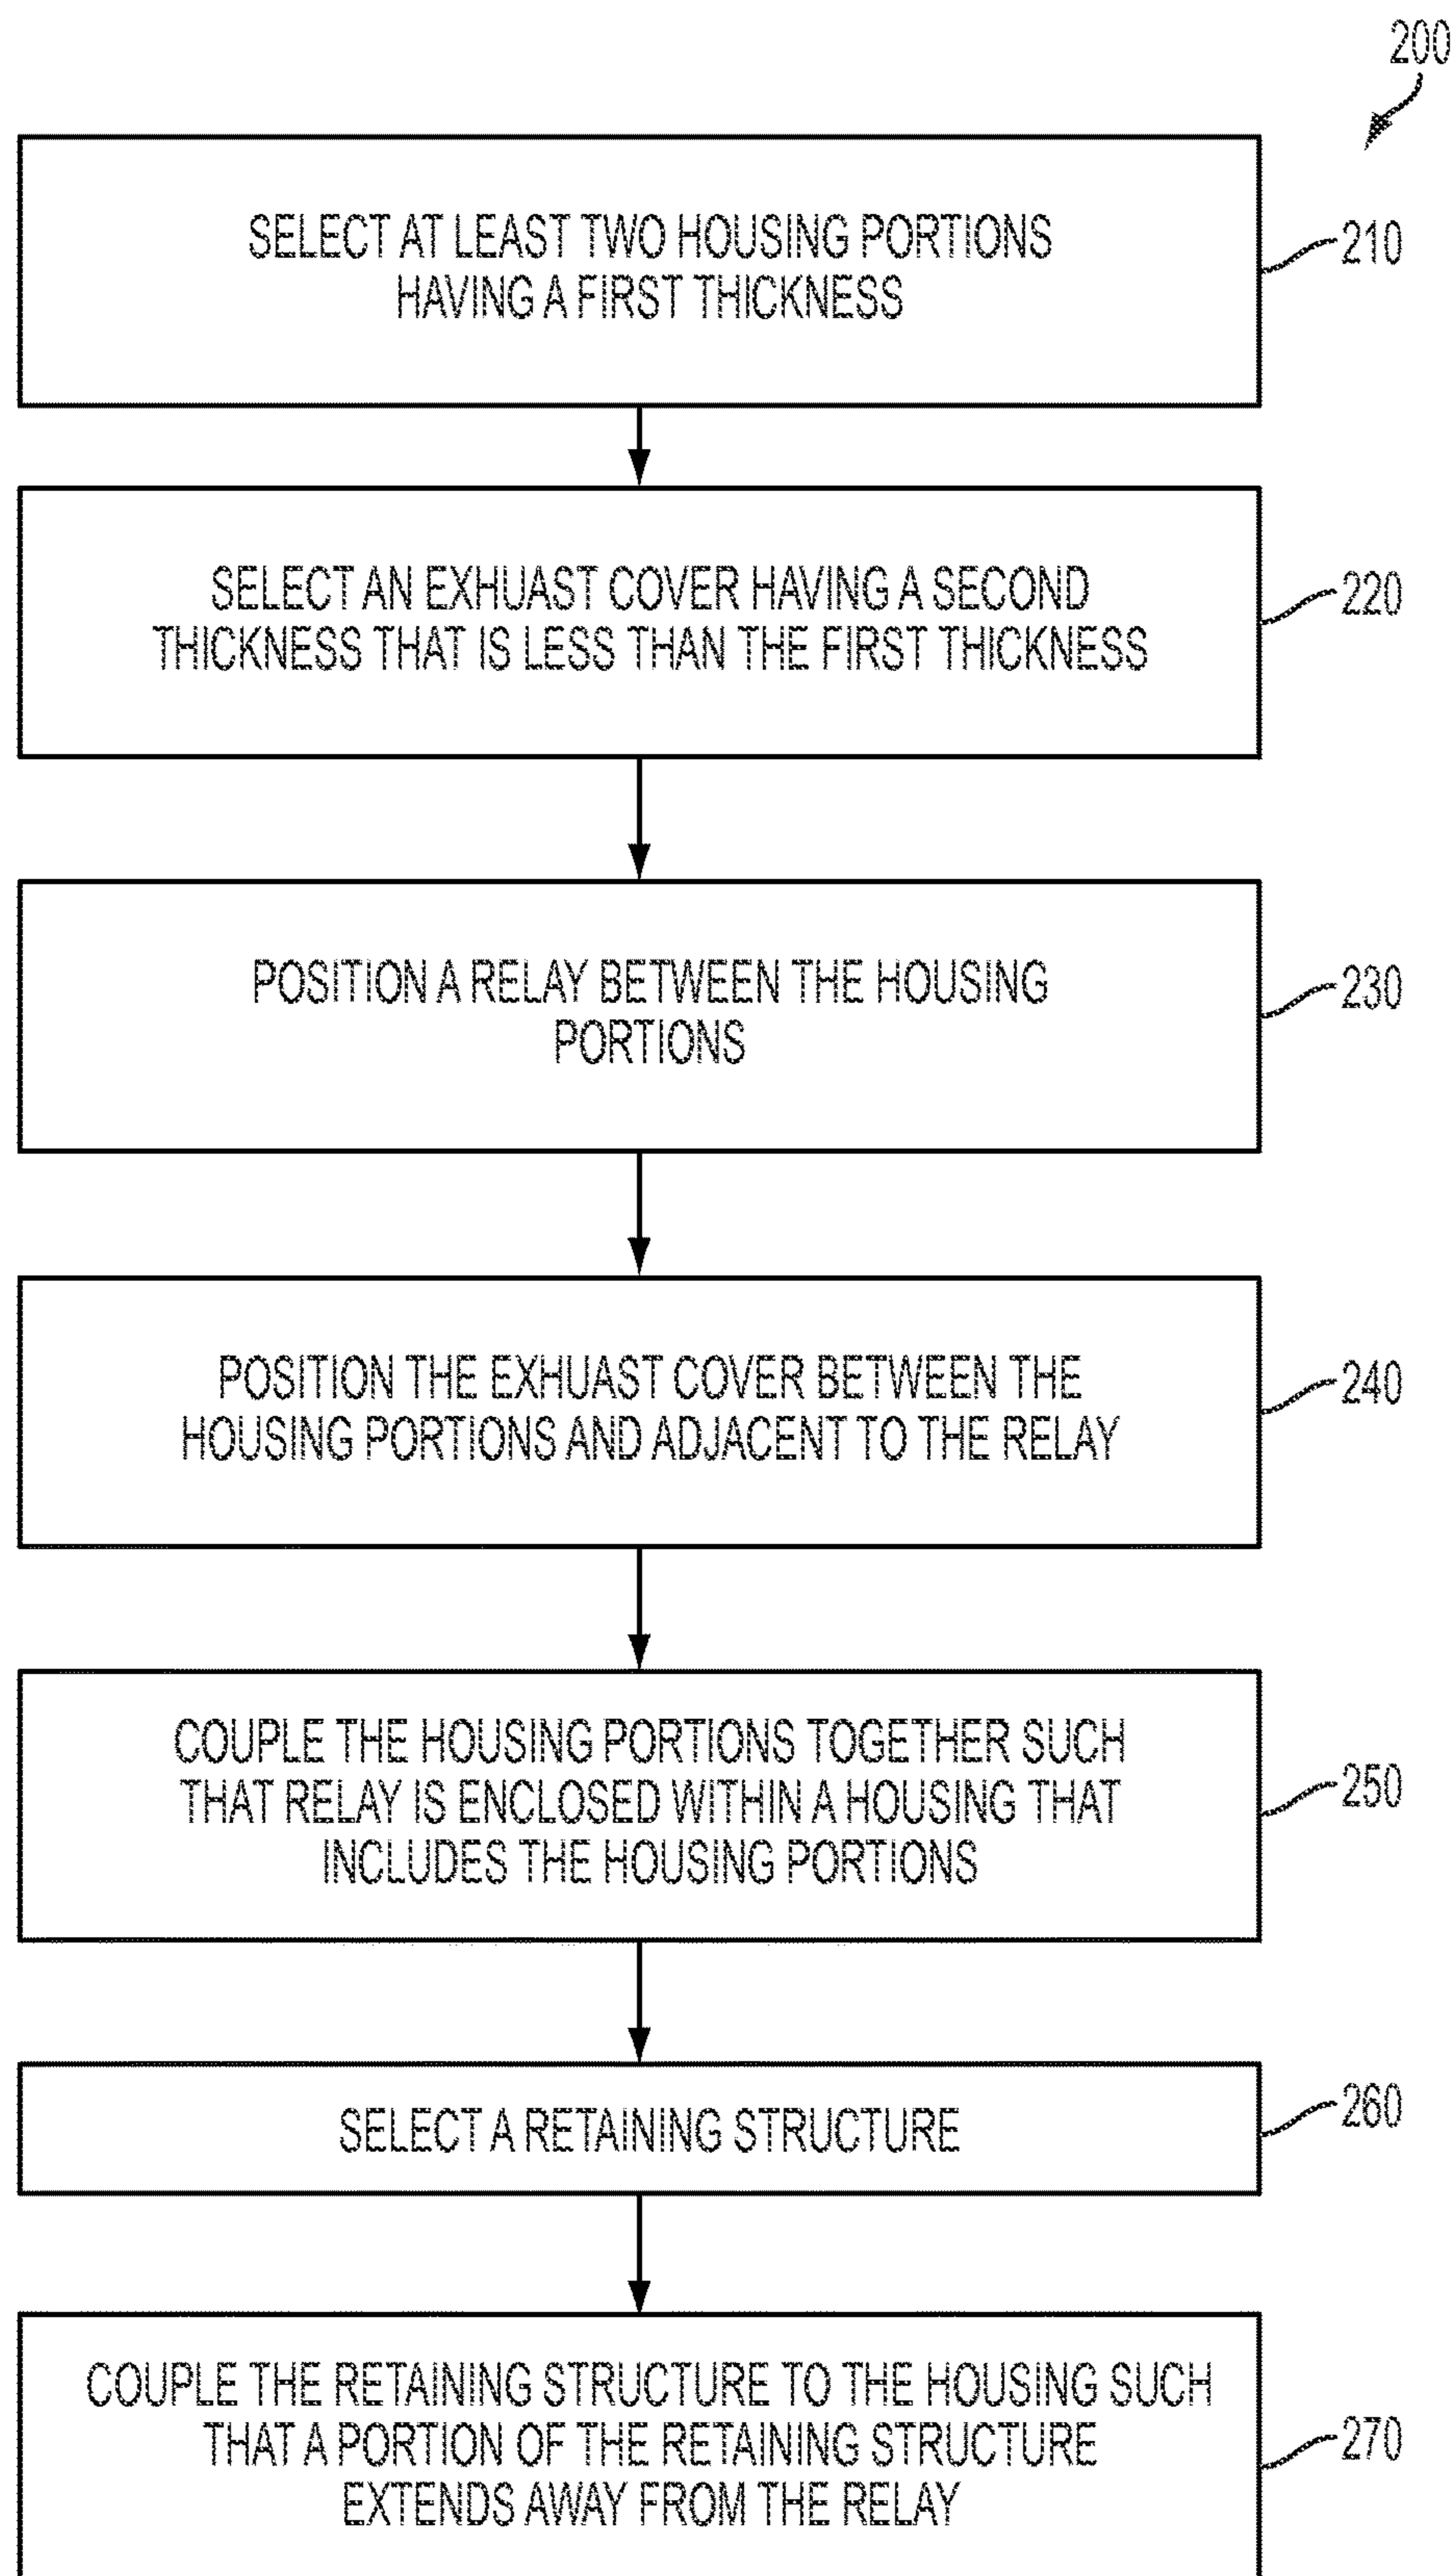 200
SELECT AT LEAST TWO HOUSING PORTIONS
HAVING A FIRST THICKNESS
210
SELECT AN EXHUAST COVER HAVING A SECOND
THICKNESS THAT IS LESS THAN THE FIRST THICKNESS
220
POSITION A RELAY BETWEEN THE HOUSING
PORTIONS
230
POSITION THE EXHUAST COVER BETWEEN THE
HOUSING PORTIONS AND ADJACENT TO THE RELAY
240
COUPLE THE HOUSING PORTIONS TOGETHER SUCH
THAT RELAY IS ENCLOSED WITHIN A HOUSING THAT
INCLUDES THE HOUSING PORTIONS
250
SELECT A RETAINING STRUCTURE
260
COUPLE THE RETAINING STRUCTURE TO THE HOUSING SUCH
THAT A PORTION OF THE RETAINING STRUCTURE
EXTENDS AWAY FROM THE RELAY
270